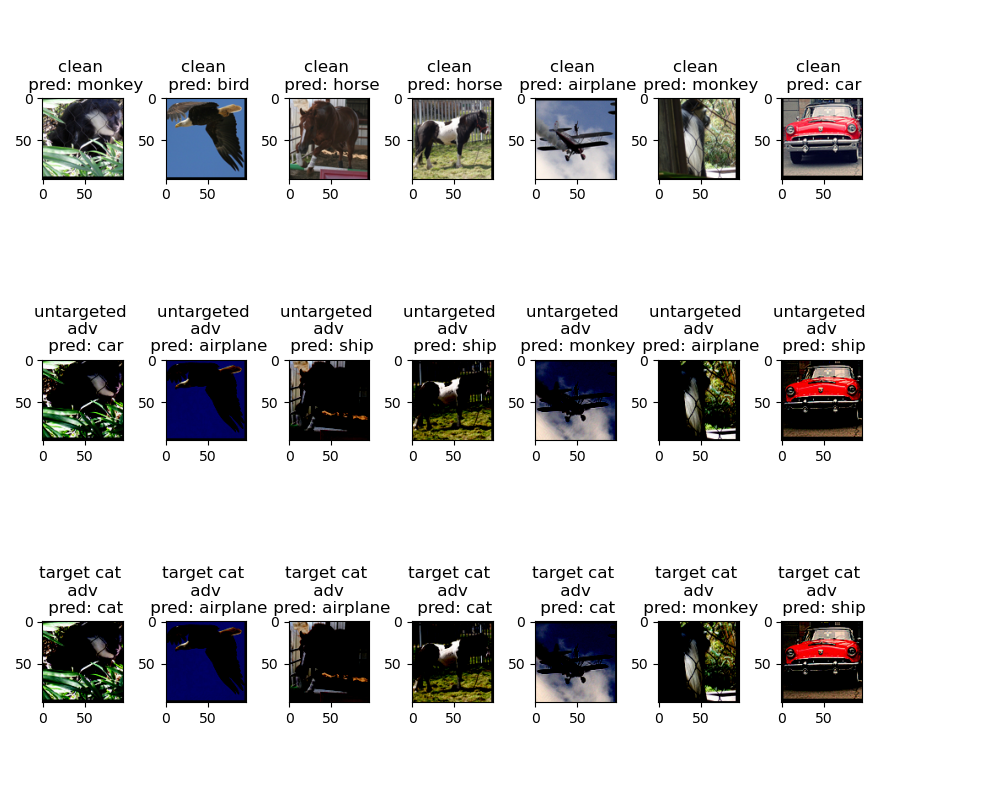 clean
pred: monkey
clean
pred: bird
clean
pred: horse
clean
pred: horse
clean
pred: airplane
clean
pred: monkey
clean
pred: car
0
50
0
50
0
50
0
50
0
50
0
50
0
50
0 50
0 50
0 50
0 50
0 50
0 50
0 50
untargeted
adv
pred: car
untargeted
adv
pred: airplane
untargeted
adv
pred: ship
untargeted
adv
pred: ship
untargeted
adv
pred: monkey
untargeted
adv
pred: airplane
untargeted
adv
pred: ship
0
50
0
50
0
50
0
50
0
50
0
50
0
50
0 50
0 50
0 50
0 50
0 50
0 50
0 50
target cat
adv
pred: cat
target cat
adv
pred: airplane
target cat
adv
pred: airplane
target cat
adv
pred: cat
target cat
adv
pred: cat
target cat
adv
pred: monkey
target cat
adv
pred: ship
0
50
0
50
0
50
0
50
0
50
0
50
0
50
0 50
0 50
0 50
0 50
0 50
0 50
0 50